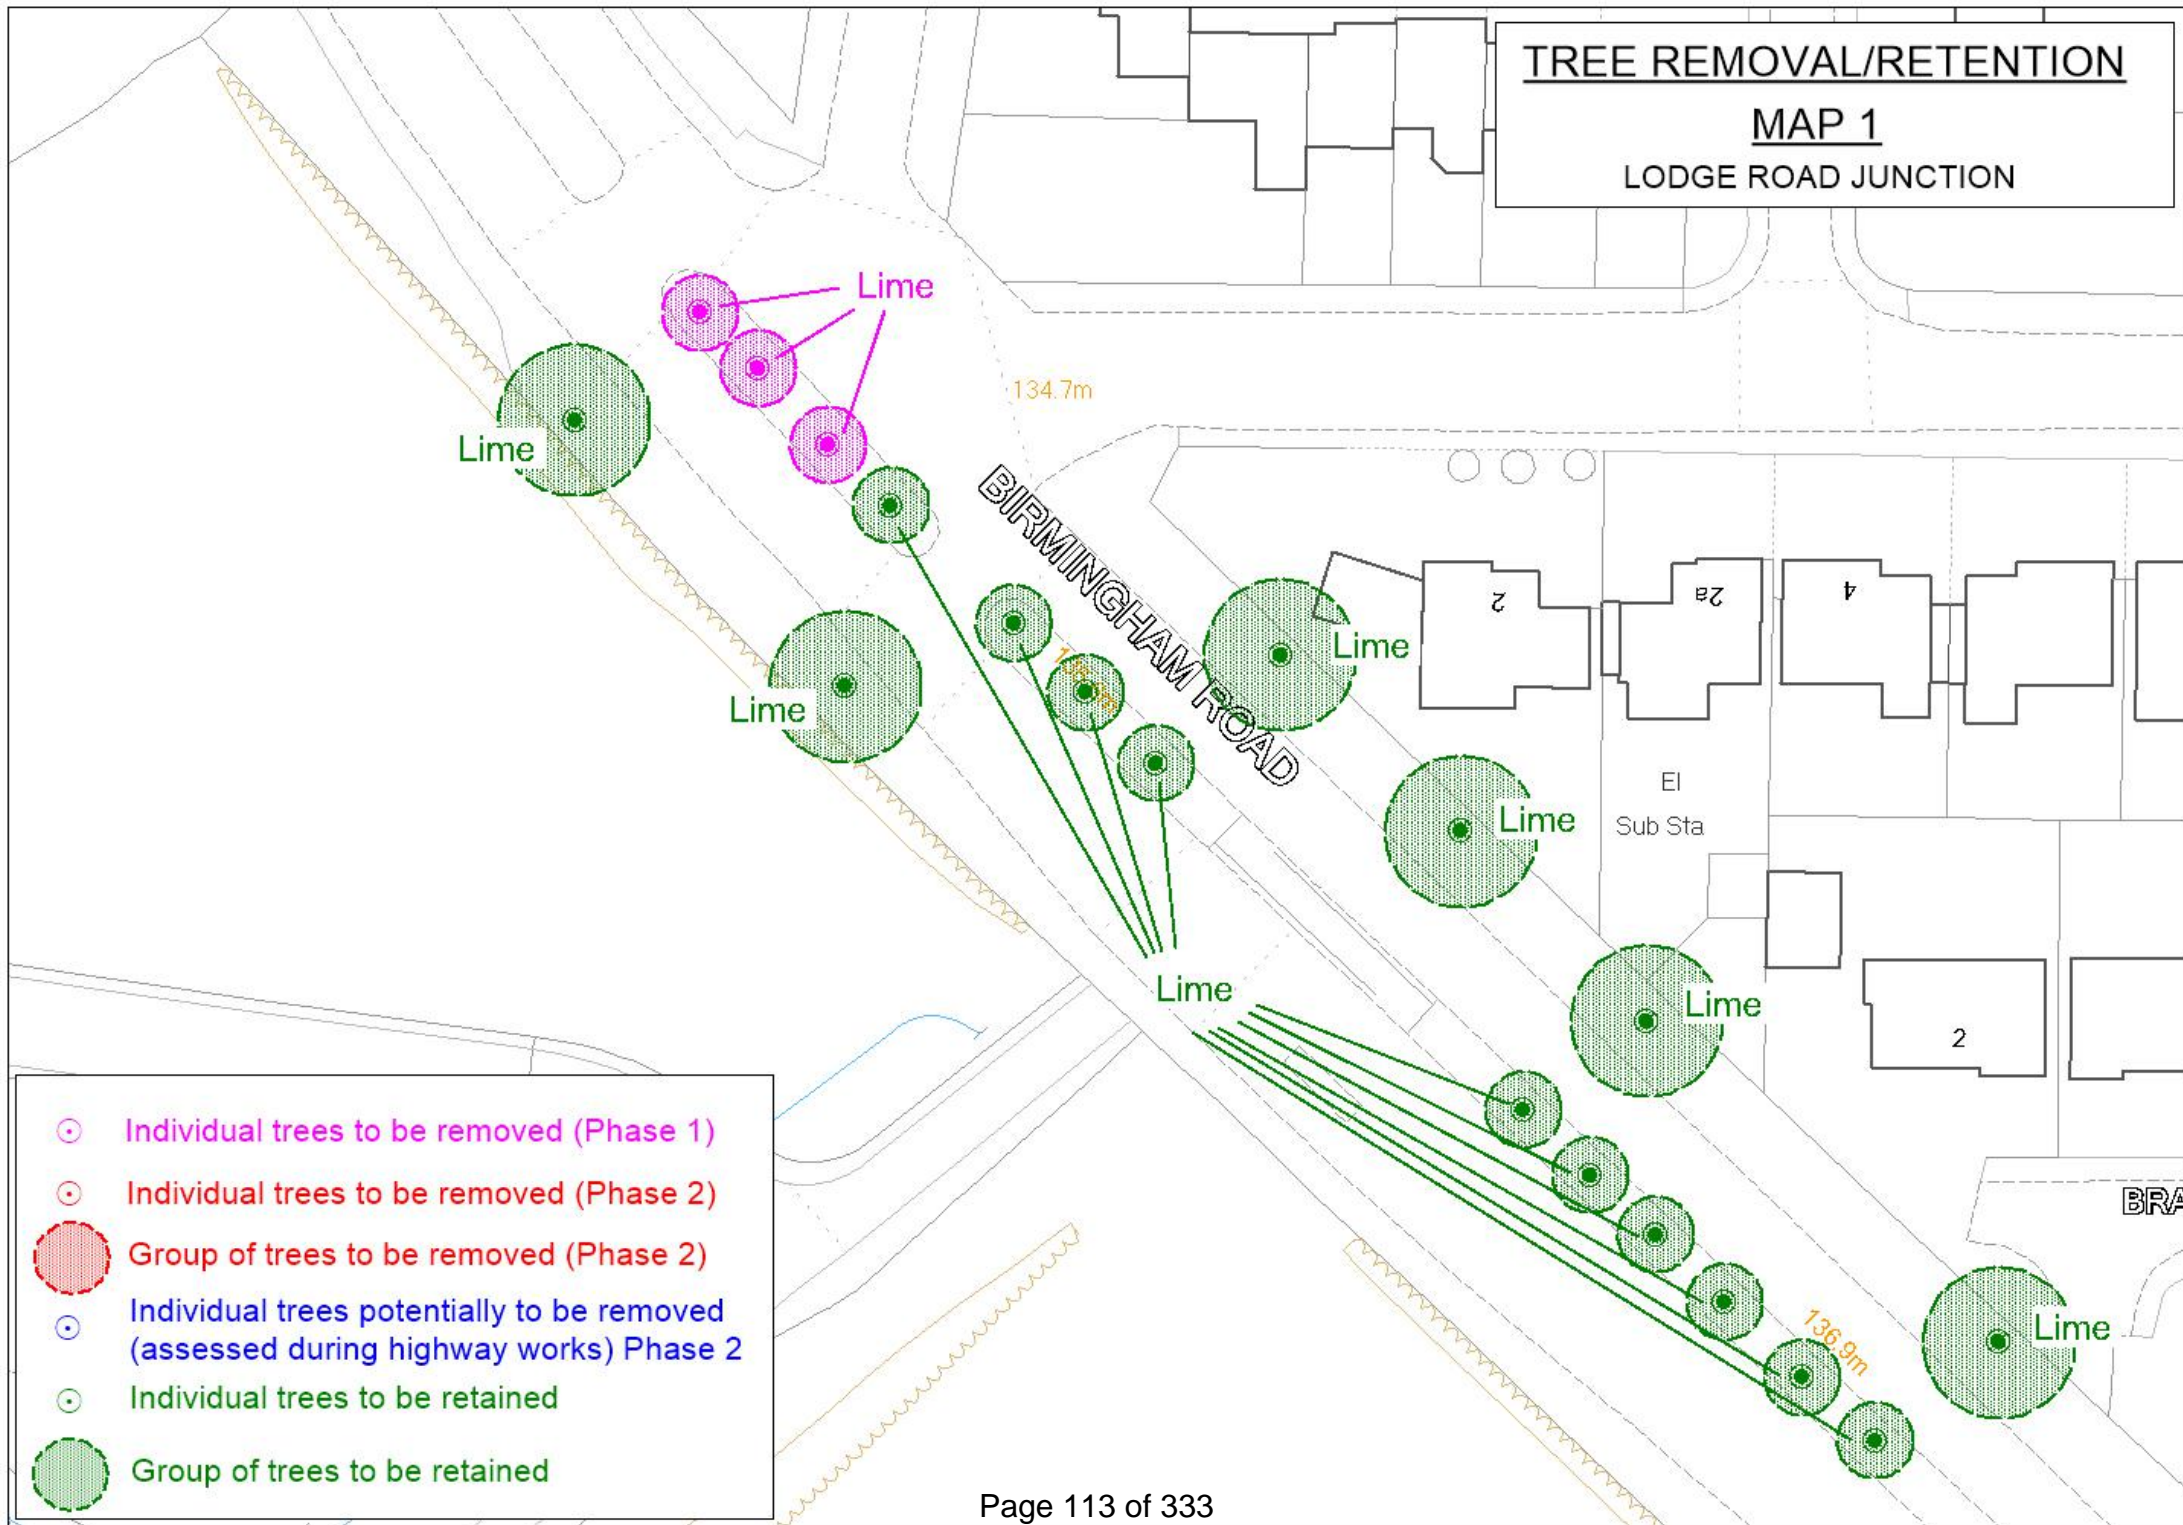 TREE REMOVAL/RETENTION
MAP 1
LODGE ROAD JUNCTION
Lime
134.7m
Lime
BIRMINGHAM ROAD
2
2a
4
Lime
Lime
El
Sub Sta
Lime
Lime
Lime
Lime
2
BRA
136.9m
Lime
Individual trees to be removed (Phase 1)
Individual trees to be removed (Phase 2)
Group of trees to be removed (Phase 2)
Individual trees potentially to be removed
(assessed during highway works) Phase 2
Individual trees to be retained
Group of trees to be retained
Page 113 of 333